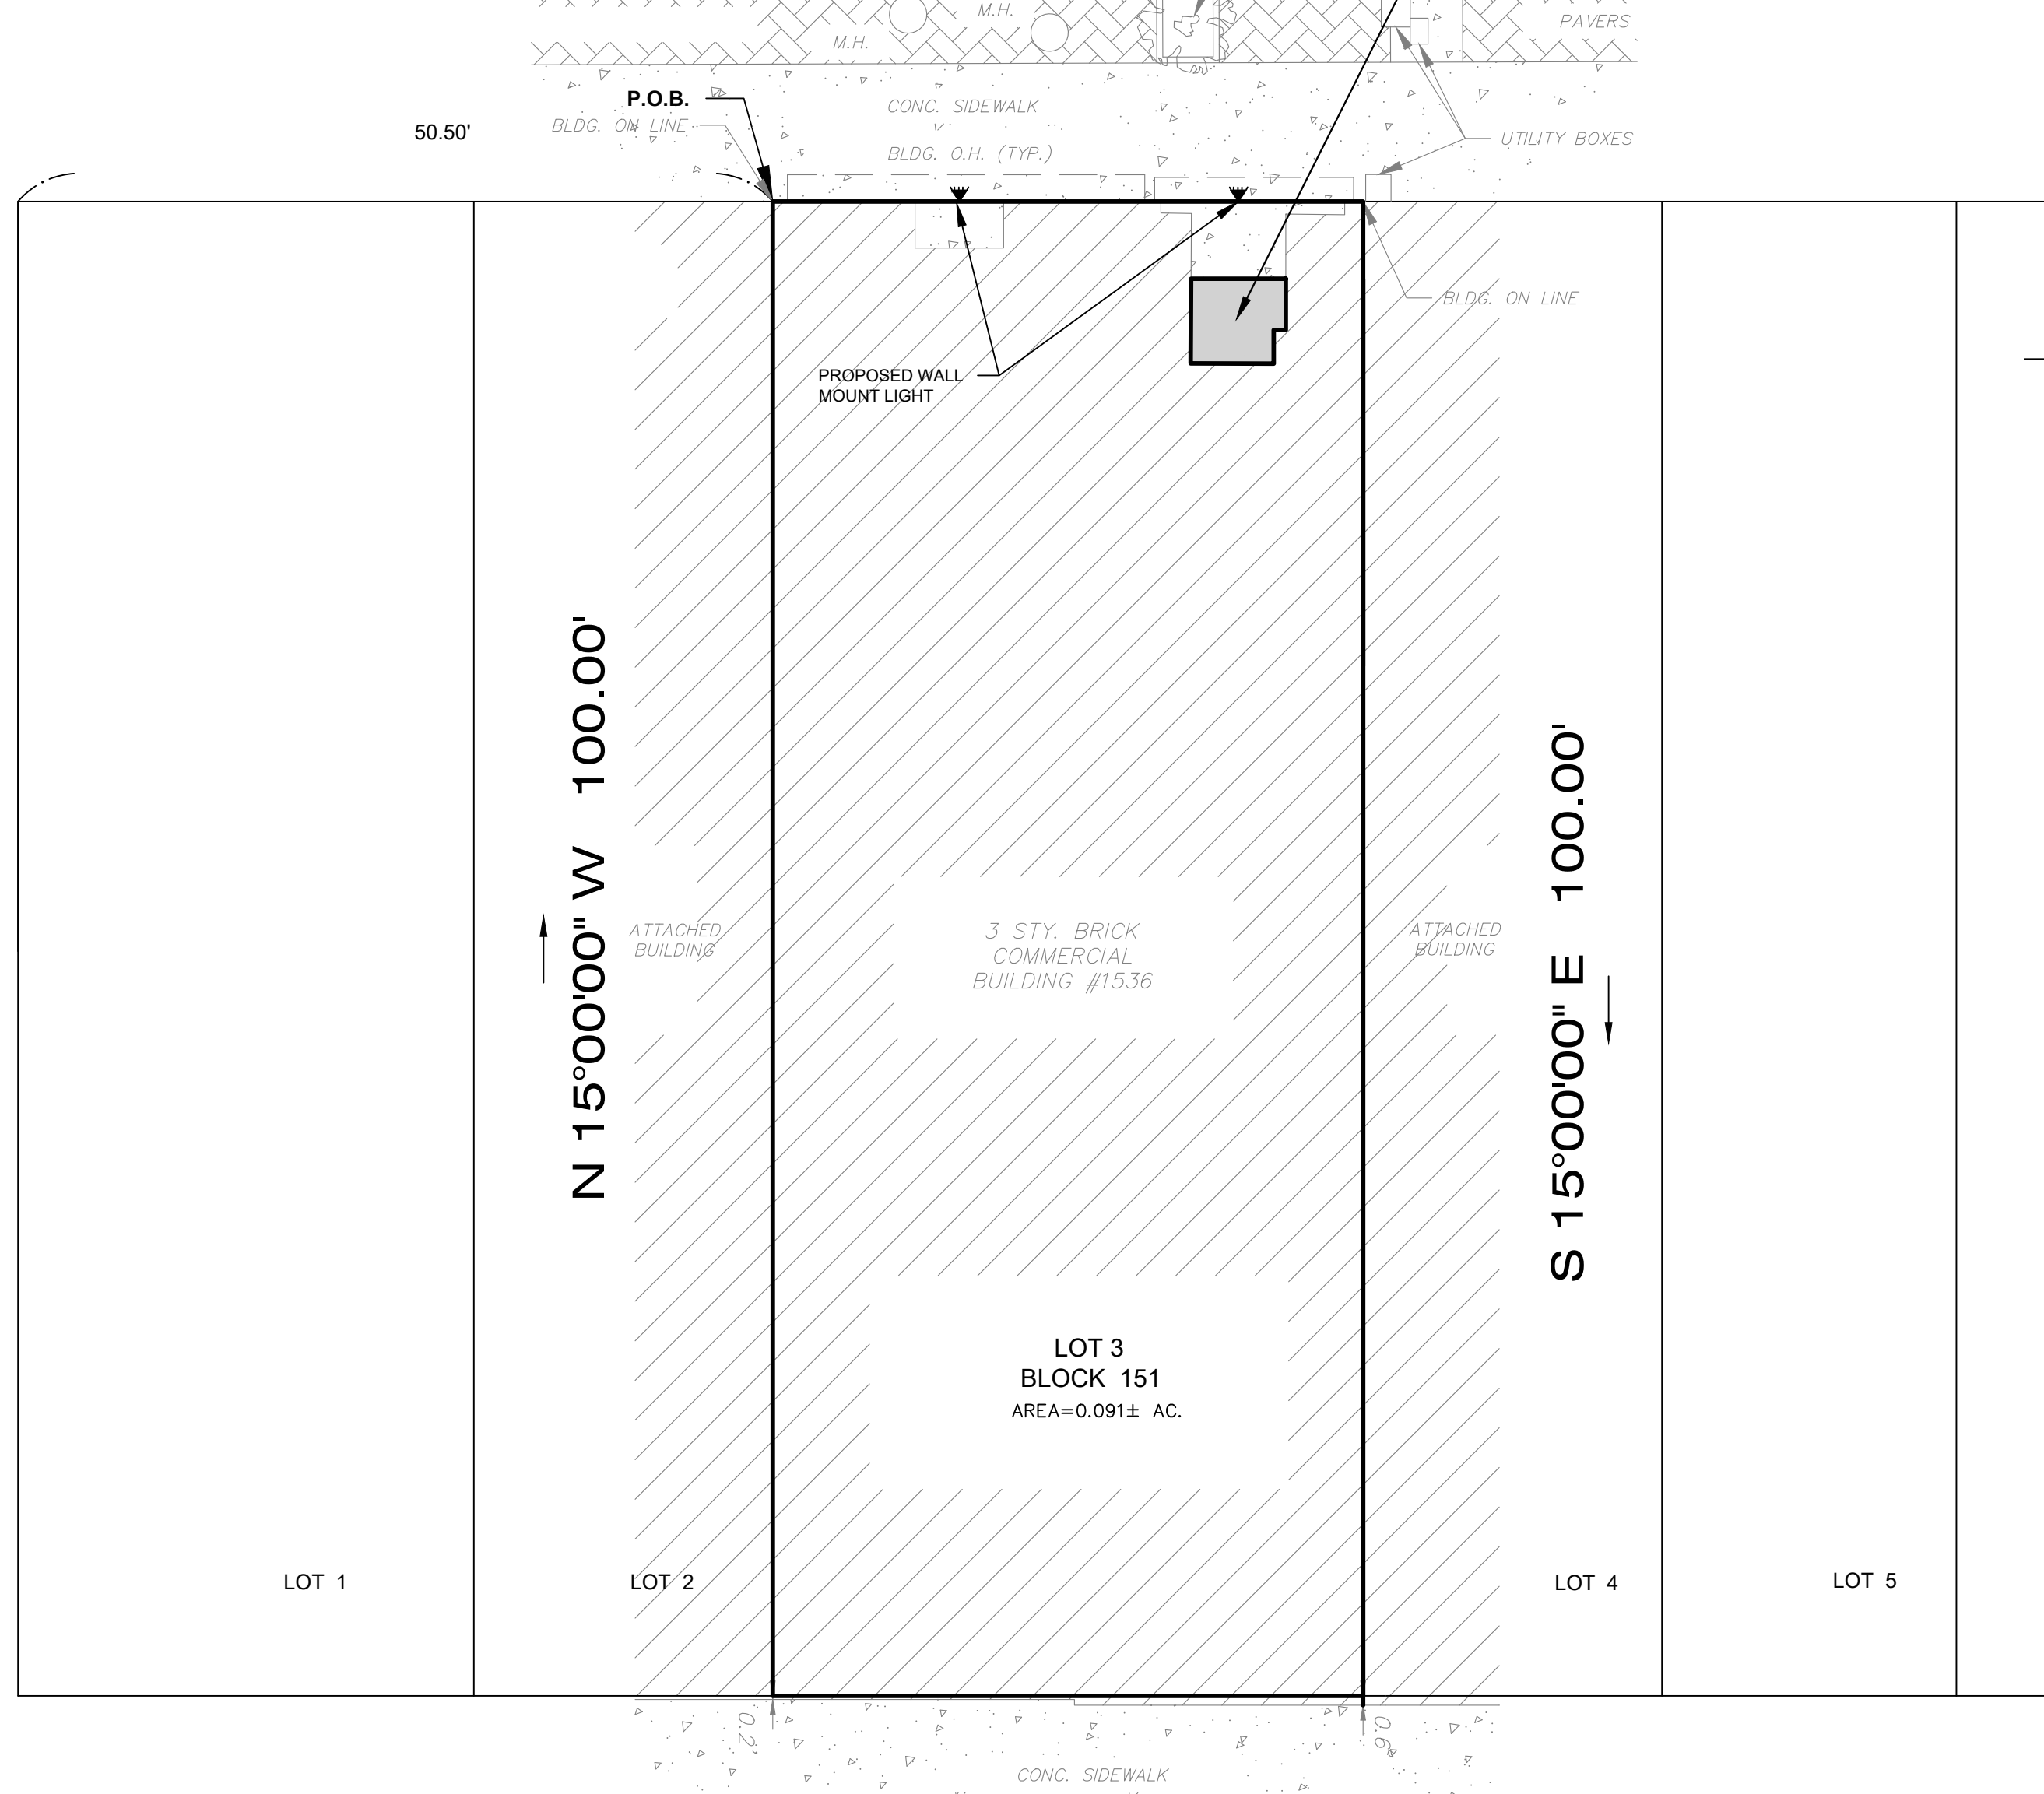 M.H.
PAVERS
M.H.
P.O.B.
CONC. SIDEWALK
50.50'
BLDG. ON LINE
UTILITY BOXES
BLDG. O.H. (TYP.)
BLDG. ON LINE
PROPOSED WALL
MOUNT LIGHT
N 15°00'00" W 100.00'
S 15°00'00" E 100.00'
ATTACHED
BUILDING
3 STY. BRICK
COMMERCIAL
BUILDING #1536
ATTACHED
BUILDING
LOT 3
BLOCK 151
AREA=0.091± AC.
LOT 1
LOT 2
LOT 4
LOT 5
0.2'
0.6'
CONC. SIDEWALK